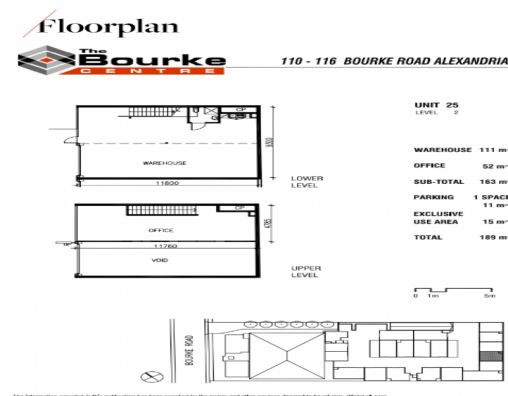 Floorplan
The
Bourke
CENTRE
110 - 116 BOURKE ROAD ALEXANDRIA
UNIT 25
LEVEL 2
WAREHOUSE 111 m²
OFFICE 52 m²
SUB-TOTAL 163 m²
PARKING 1 SPACE
11 m²
EXCLUSIVE
USE AREA 15 m²
TOTAL 189 m²
CP
WAREHOUSE
11800
LOWER
LEVEL
CP
OFFICE
4765
11760
VOID
UPPER
LEVEL
0 1m 5m
BOURKE ROAD